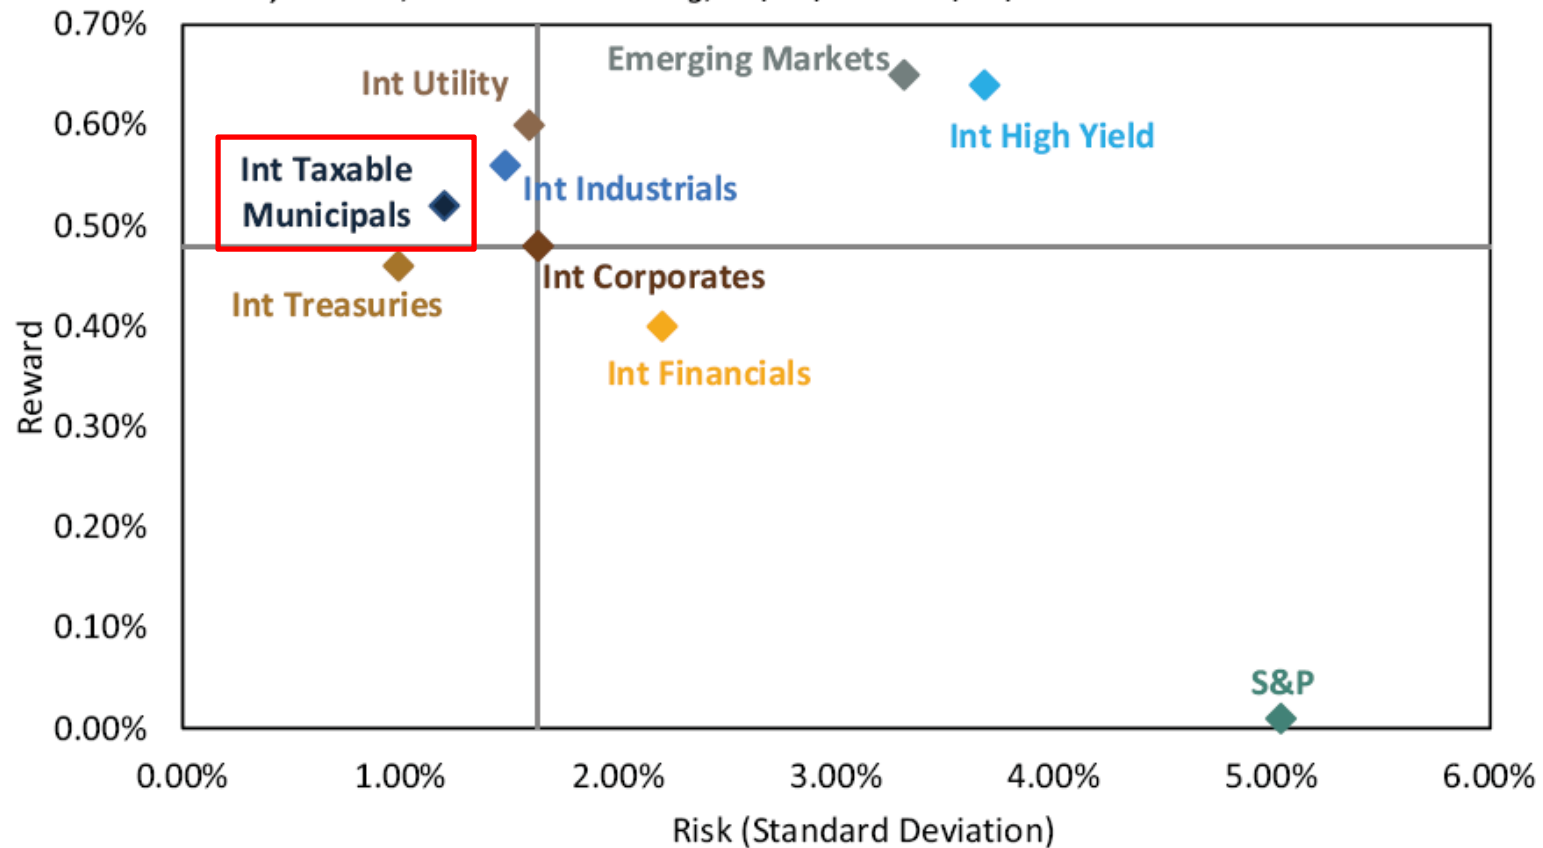 0.70%
Emerging Markets
Int Utility
0.60%
Int High Yield
Int Taxable
Municipals
Int Industrials
0.50%
Int Corporates
Int Treasuries
0.40%
Int Financials
Reward
0.30%
0.20%
0.10%
S&P
0.00%
0.00% 1.00% 2.00% 3.00% 4.00% 5.00% 6.00%
Risk (Standard Deviation)